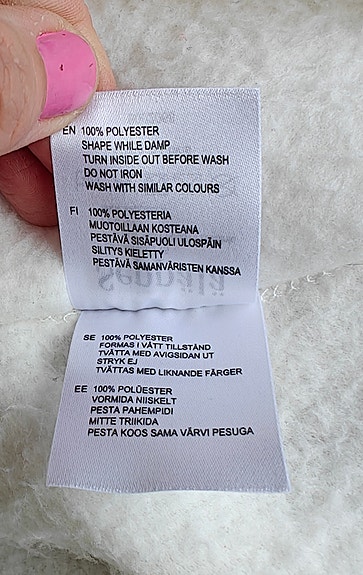 EN 100% POLYESTER
SHAPE WHILE DAMP
TURN INSIDE OUT BEFORE WASH
DO NOT IRON
WASH WITH SIMILAR COLOURS
FI 100% POLYESTERIA
MUOTOILLAAN KOSTEANA
PESTÄVÄ SISÄPUOLI ULOSPÄIN
SILITYS KIELETTY
PESTÄVÄ SAMANVÄRISTEN KANSSA
Seppälä
SE 100% POLYESTER
FORMAS I VÅTT TILLSTÅND
TVÄTTA MED AVIGSIDAN UT
STRYK EJ
TVÄTTAS MED LIKNANDE FÄRGER
EE 100% POLÜESTER
VORMIDA NIISKELT
PESTA PAHEMPIDI
MITTE TRIIKIDA
PESTA KOOS SAMA VÄRVI PESUGA